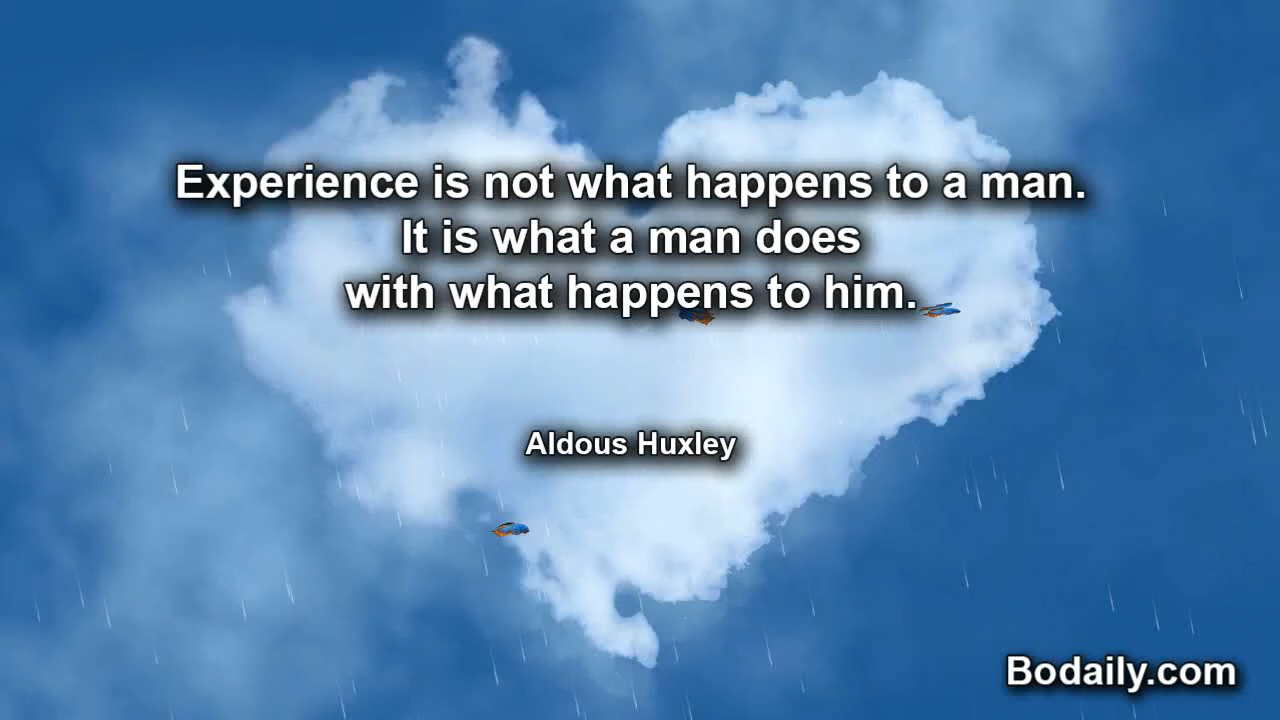 Experience is not what happens to a man.
It is what a man does
with what happens to him.
Aldous Huxley
Bodaily.com